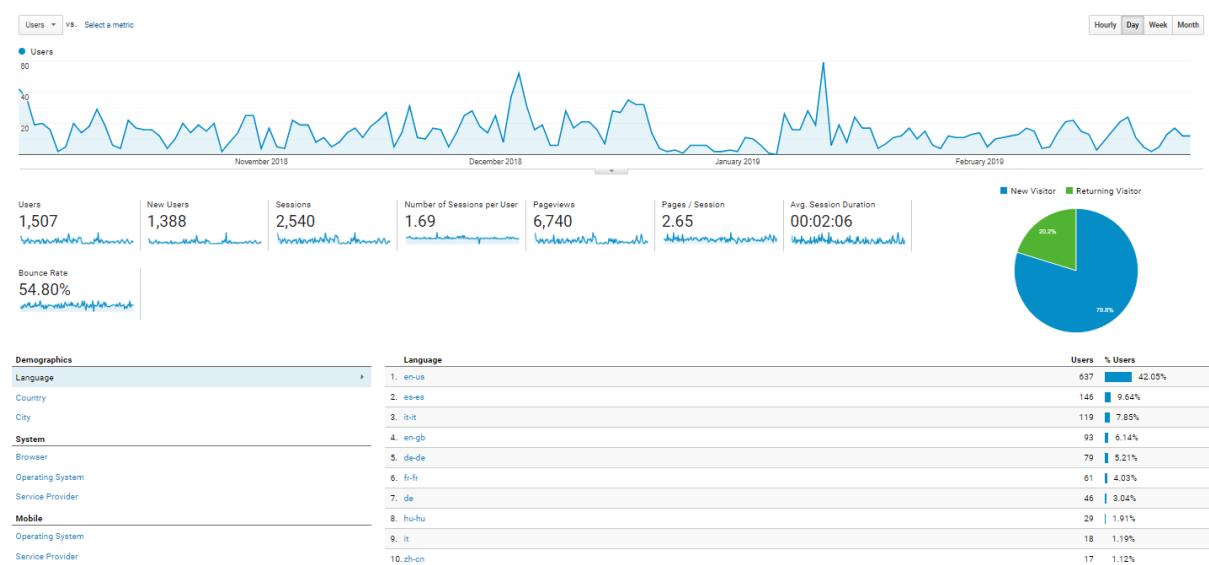 Users vs. Select a metric
Hourly Day Week Month
Users
60
40
20
November 2018 December 2018 January 2019 February 2019
New Visitor Returning Visitor
Users New Users Sessions Number of Sessions per User Pageviews Pages / Session Avg. Session Duration
1,507 1,388 2,540 1.69 6,740 2.65 00:02:06
20.2%
79.8%
Bounce Rate
54.80%
Demographics
Language
Country
City
System
Browser
Operating System
Service Provider
Mobile
Operating System
Service Provider
Language Users % Users
1. en-us 637 42.05%
2. es-es 146 9.64%
3. it-it 119 7.85%
4. en-gb 93 6.14%
5. de-de 79 5.21%
6. fr-fr 61 4.03%
7. de 46 3.04%
8. hu-hu 29 1.91%
9. it 18 1.19%
10. zh-cn 17 1.12%